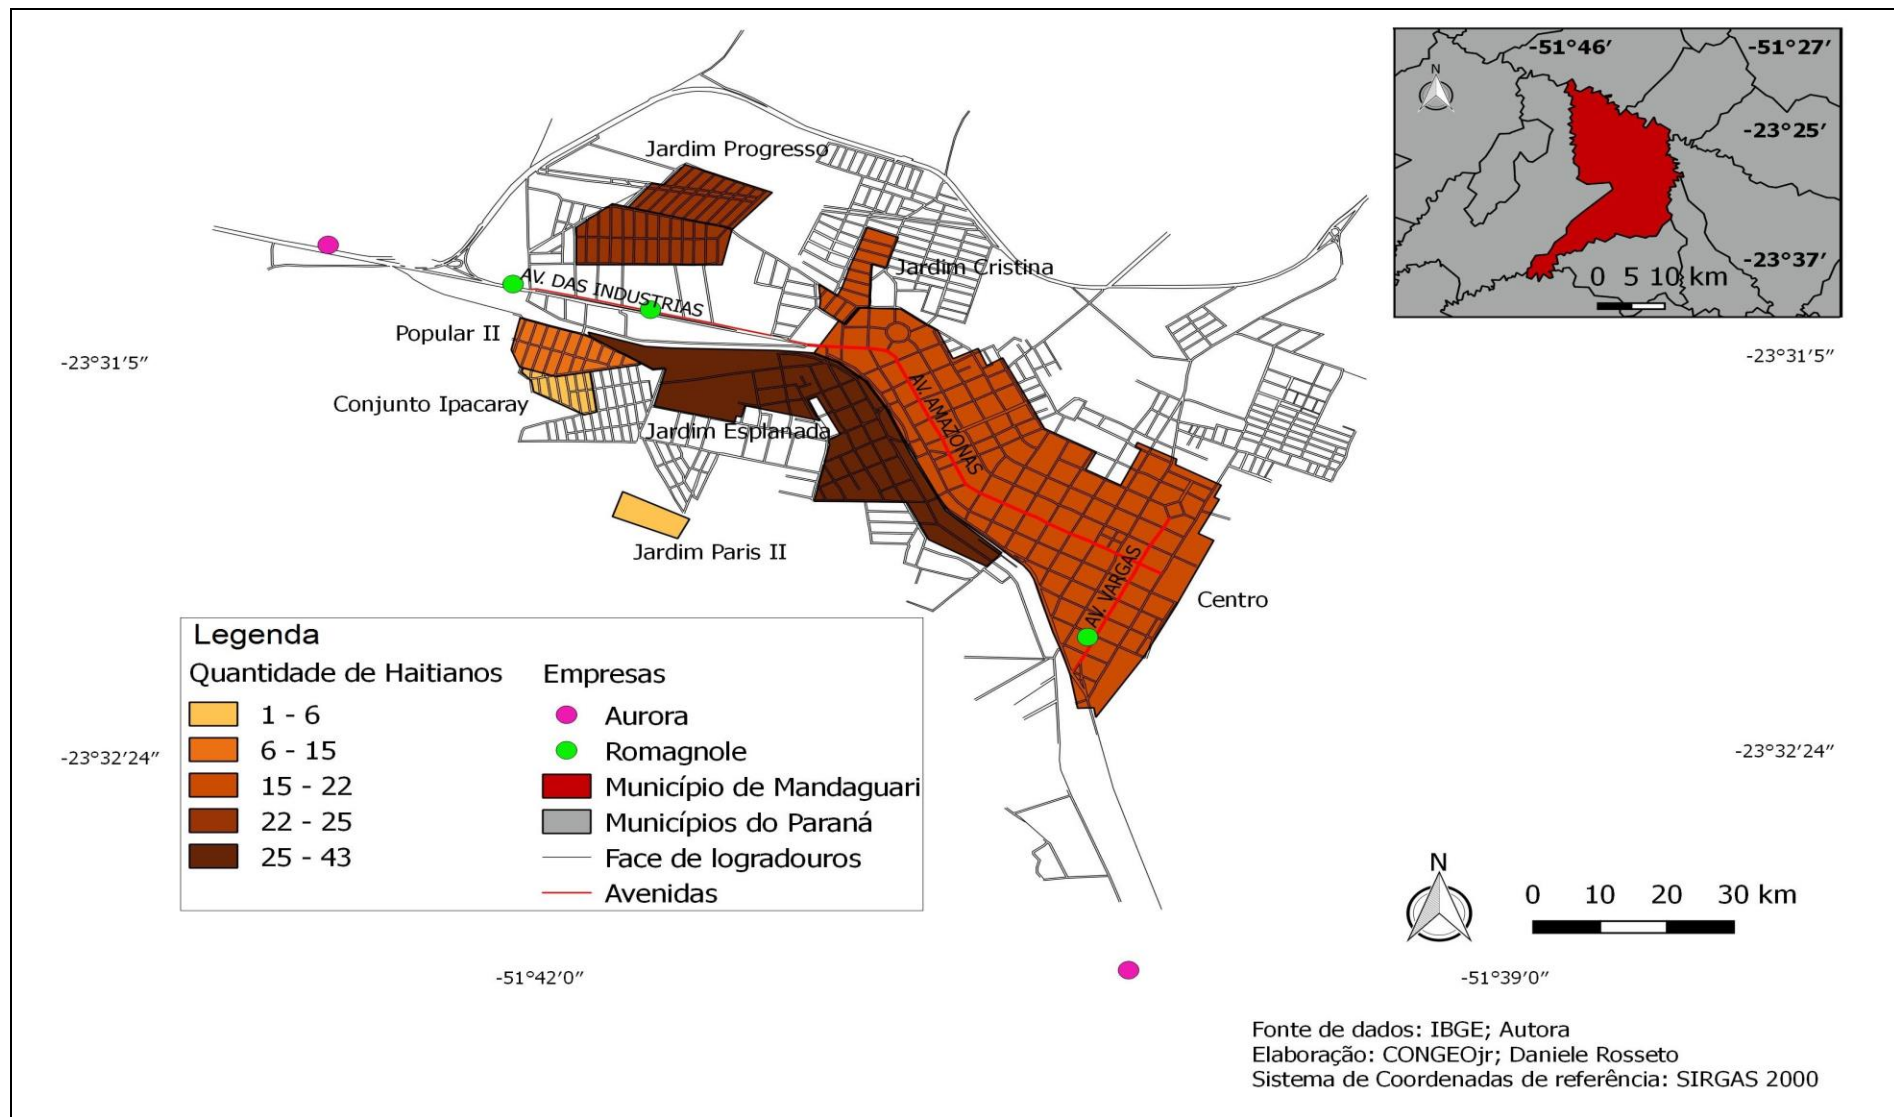 -51°46′
-51°27′
N
-23°25′
-23°37′
0 5 10 km
Jardim Progresso
Jardim Cristina
AV. DAS INDUSTRIAS
Popular II
-23°31′5″
-23°31′5″
Conjunto Ipacaray
AV. AMAZONAS
Jardim Esplanada
Jardim Paris II
AV. VARGAS
Centro
Legenda
Quantidade de Haitianos
1 - 6
6 - 15
15 - 22
22 - 25
25 - 43
Empresas
Aurora
Romagnole
Município de Mandaguari
Municípios do Paraná
Face de logradouros
Avenidas
-23°32′24″
-23°32′24″
N
0 10 20 30 km
-51°42′0″
-51°39′0″
Fonte de dados: IBGE; Autora
Elaboração: CONGEOjr; Daniele Rosseto
Sistema de Coordenadas de referência: SIRGAS 2000